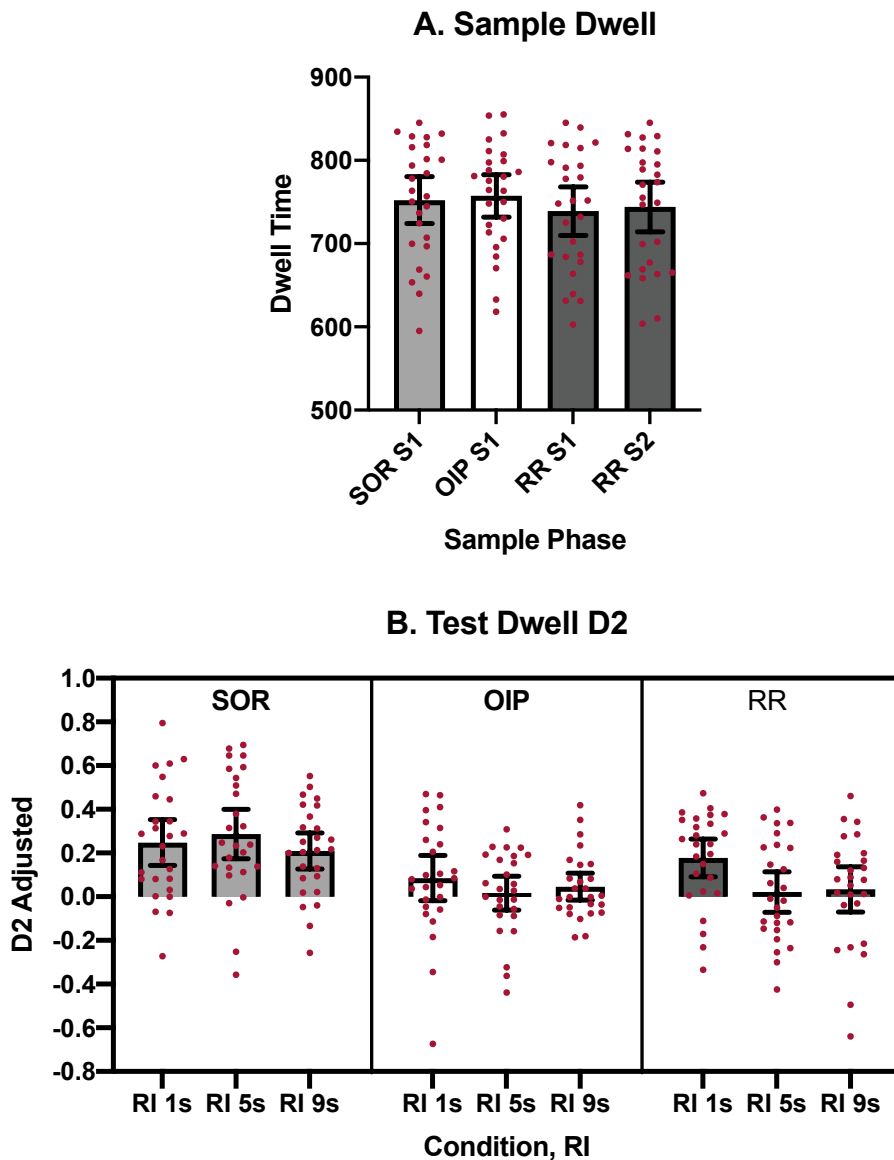 A. Sample Dwell
900
800
700
600
500
Dwell Time
SOR S1
OIP S1
RR S1
RR S2
Sample Phase
B. Test Dwell D2
1.0
0.8
0.6
0.4
0.2
0.0
-0.2
-0.4
-0.6
-0.8
D2 Adjusted
SOR
OIP
RR
RI 1s RI 5s RI 9s
RI 1s RI 5s RI 9s
RI 1s RI 5s RI 9s
Condition, RI